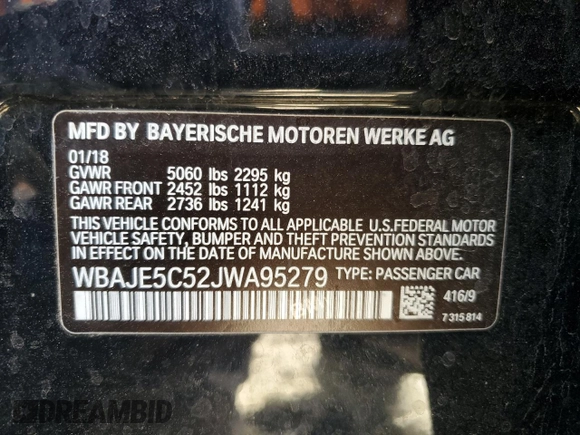 MFD BY BAYERISCHE MOTOREN WERKE AG
01/18
GVWR 5060 lbs 2295 kg
GAWR FRONT 2452 lbs 1112 kg
GAWR REAR 2736 lbs 1241 kg
THIS VEHICLE CONFORMS TO ALL APPLICABLE U.S.FEDERAL MOTOR
VEHICLE SAFETY, BUMPER AND THEFT PREVENTION STANDARDS
IN EFFECT ON THE DATE OF MANUFACTURE SHOWN ABOVE.
WBAJE5C52JWA95279 TYPE: PASSENGER CAR
416/9
7 315 814
DREAMBID